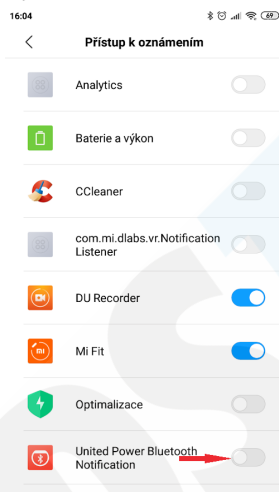 16:04
69
Přístup k oznámením
Analytics
Baterie a výkon
CCleaner
com.mi.dlabs.vr.Notification
Listener
DU Recorder
Mi Fit
Optimalizace
United Power Bluetooth
Notification